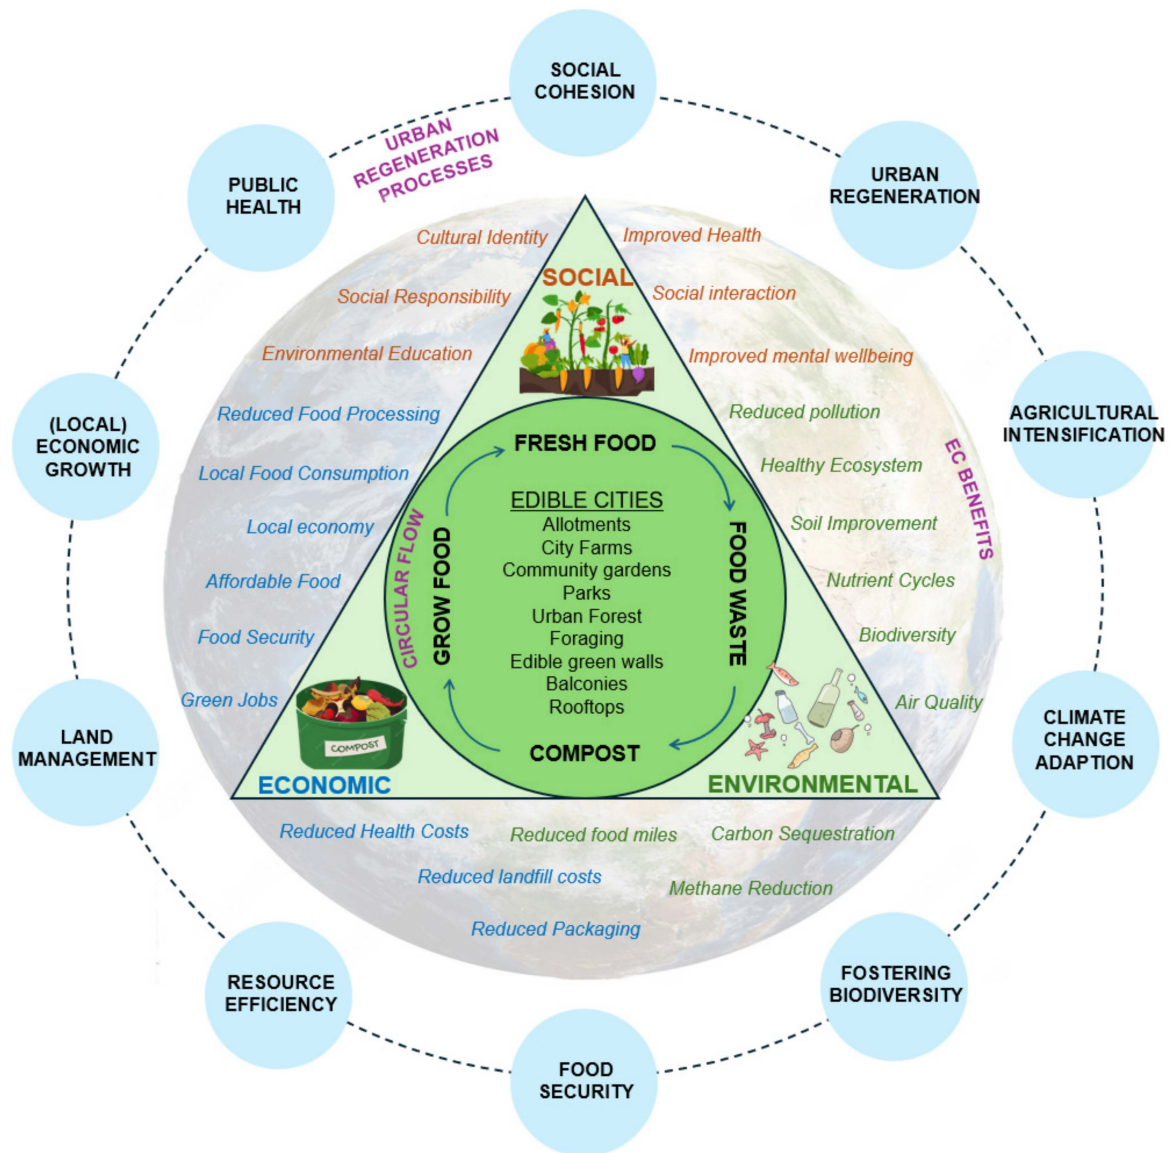 SOCIAL
COHESION
URBAN
REGENERATION
PROCESSES
PUBLIC
HEALTH
URBAN
REGENERATION
Cultural Identity
Improved Health
SOCIAL
Social Responsibility
Social interaction
Environmental Education
Improved mental wellbeing
Reduced Food Processing
Reduced pollution
(LOCAL)
ECONOMIC
GROWTH
AGRICULTURAL
INTENSIFICATION
FRESH FOOD
Local Food Consumption
Healthy Ecosystem
EC BENEFITS
EDIBLE CITIES
Allotments
City Farms
Community gardens
Parks
Urban Forest
Foraging
Edible green walls
Balconies
Rooftops
Local economy
Soil Improvement
CIRCULAR FLOW
GROW FOOD
FOOD WASTE
Affordable Food
Nutrient Cycles
Food Security
Biodiversity
Green Jobs
Air Quality
LAND
MANAGEMENT
CLIMATE
CHANGE
ADAPTION
COMPOST
COMPOST
ECONOMIC
ENVIRONMENTAL
Reduced Health Costs
Reduced food miles
Carbon Sequestration
Reduced landfill costs
Methane Reduction
Reduced Packaging
RESOURCE
EFFICIENCY
FOSTERING
BIODIVERSITY
FOOD
SECURITY